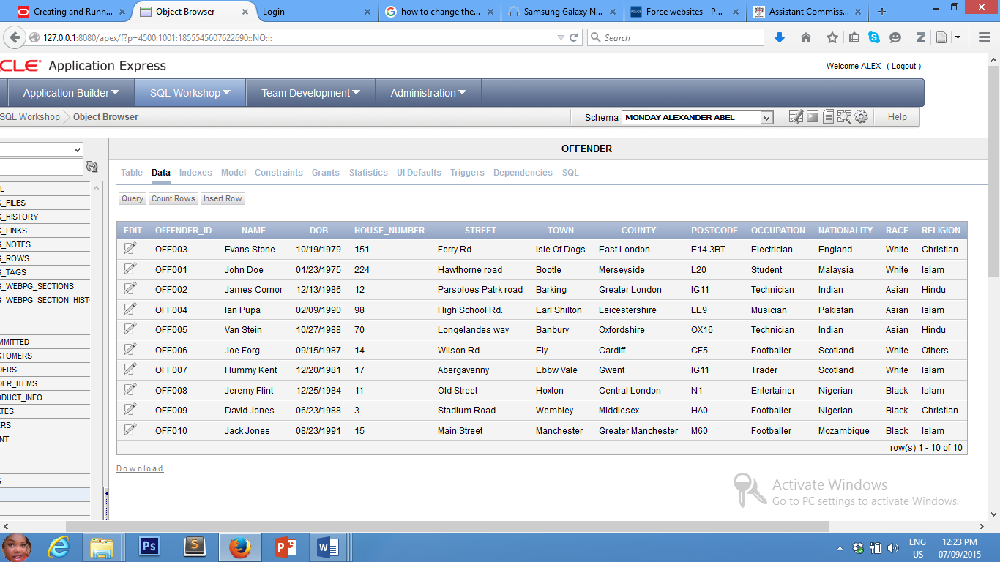 Creating and Runn...
Object Browser
Login
how to change the...
Samsung Galaxy N...
Force websites - P...
Assistant Commiss...
127.0.0.1:8080/apex/f?p=4500:1001:1855545607622690::NO:::
Search
CLE Application Express
Welcome ALEX ( Logout )
Application Builder SQL Workshop Team Development Administration
SQL Workshop Object Browser
Schema MONDAY ALEXANDER ABEL Help
OFFENDER
Table Data Indexes Model Constraints Grants Statistics UI Defaults Triggers Dependencies SQL
Query Count Rows Insert Row
L
S_FILES
S_HISTORY
S_LINKS
S_NOTES
S_ROWS
S_TAGS
S_WEBPG_SECTIONS
S_WEBPG_SECTION_HIST
MMITTED
STOMERS
DERS
DER_ITEMS
ODUCT_INFO
ATES
ERS
NT
S
EDIT OFFENDER_ID NAME DOB HOUSE_NUMBER STREET TOWN COUNTY POSTCODE OCCUPATION NATIONALITY RACE RELIGION
OFF003 Evans Stone 10/19/1979 151 Ferry Rd Isle Of Dogs East London E14 3BT Electrician England White Christian
OFF001 John Doe 01/23/1975 224 Hawthorne road Bootle Merseyside L20 Student Malaysia White Islam
OFF002 James Cornor 12/13/1986 12 Parsoloes Patrk road Barking Greater London IG11 Technician Indian Asian Hindu
OFF004 Ian Pupa 02/09/1990 98 High School Rd. Earl Shilton Leicestershire LE9 Musician Pakistan Asian Islam
OFF005 Van Stein 10/27/1988 70 Longelandes way Banbury Oxfordshire OX16 Technician Indian Asian Hindu
OFF006 Joe Forg 09/15/1987 14 Wilson Rd Ely Cardiff CF5 Footballer Scotland White Others
OFF007 Hummy Kent 12/20/1981 17 Abergavenny Ebbw Vale Gwent IG11 Trader Scotland White Islam
OFF008 Jeremy Flint 12/25/1984 11 Old Street Hoxton Central London N1 Entertainer Nigerian Black Islam
OFF009 David Jones 06/23/1988 3 Stadium Road Wembley Middlesex HA0 Footballer Nigerian Black Christian
OFF010 Jack Jones 08/23/1991 15 Main Street Manchester Greater Manchester M60 Footballer Mozambique Black Islam
row(s) 1 - 10 of 10
Download
Activate Windows
Go to PC settings to activate Windows.
ENG
US
12:23 PM
07/09/2015